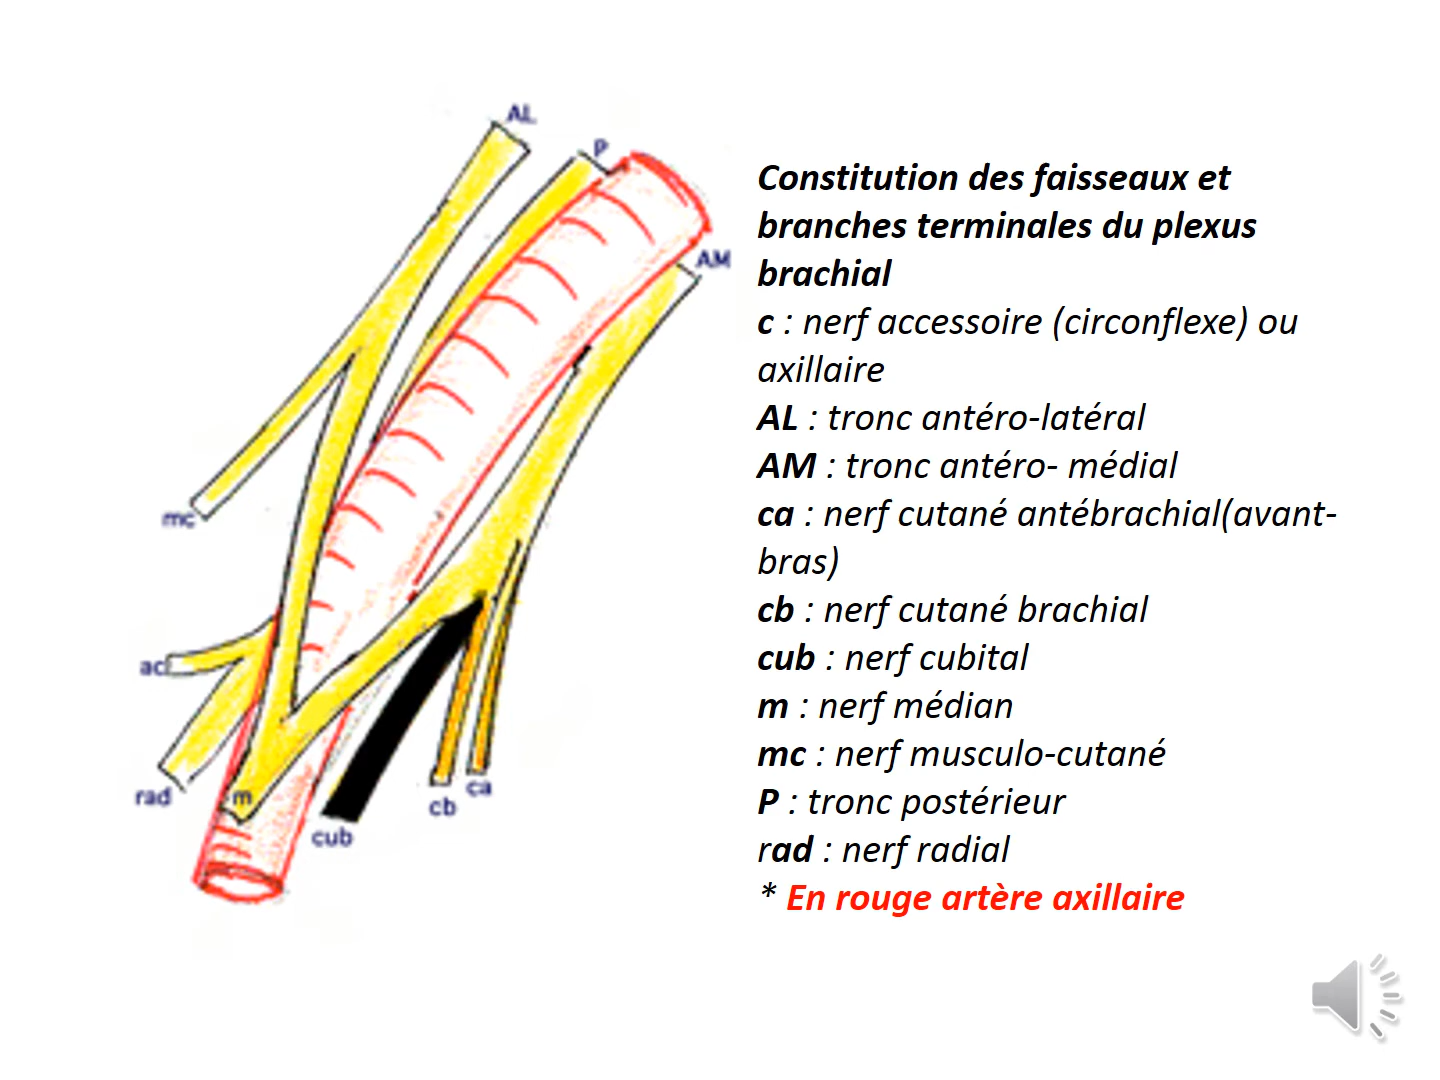 AL
P
AM
mc
ac
rad
m
cub
cb
ca
Constitution des faisseaux et
branches terminales du plexus
brachial
c : nerf accessoire (circonflexe) ou
axillaire
AL : tronc antéro-latéral
AM : tronc antéro- médial
ca : nerf cutané antébrachial(avant-
bras)
cb : nerf cutané brachial
cub : nerf cubital
m : nerf médian
mc : nerf musculo-cutané
P : tronc postérieur
rad : nerf radial
* En rouge artère axillaire